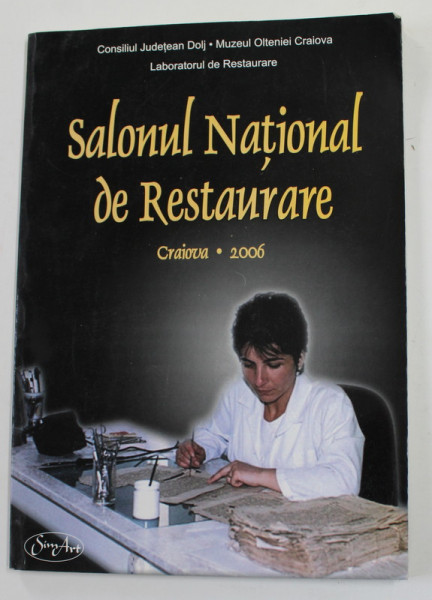 Consiliul Județean Dolj • Muzeul Olteniei Craiova
Laboratorul de Restaurare
Salonul Național
de Restaurare
Craiova • 2006
SimArt